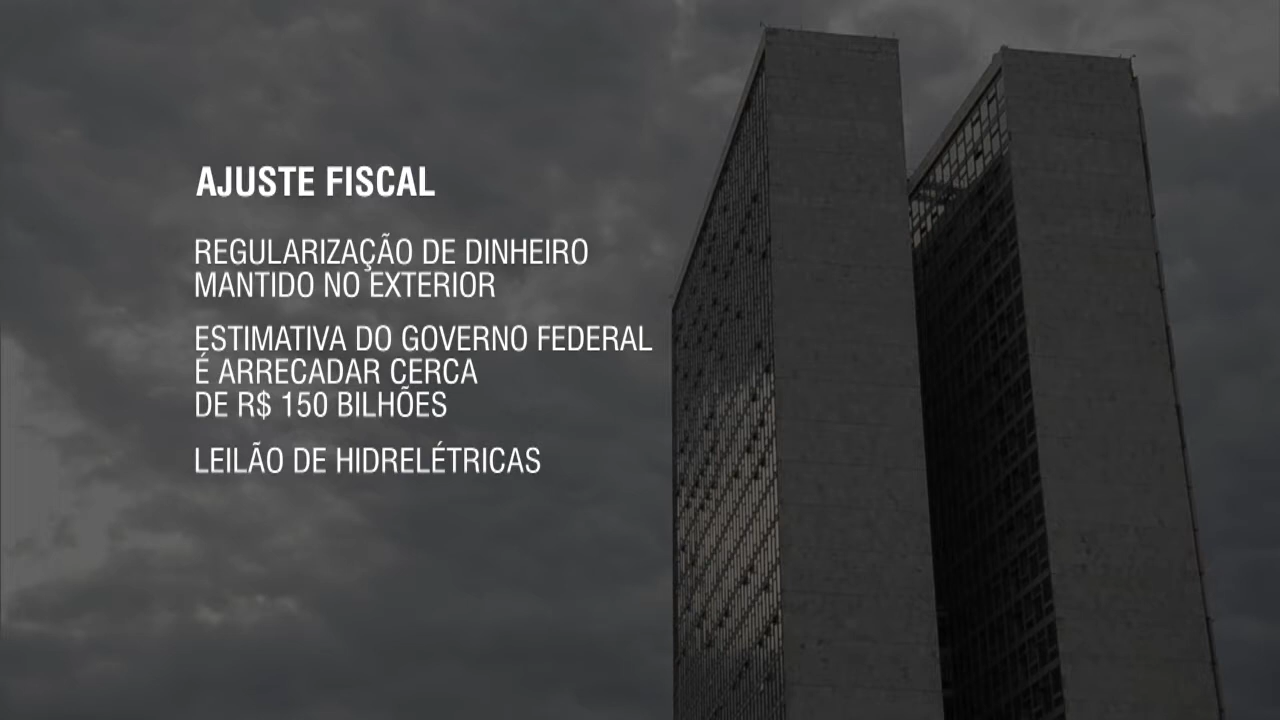 AJUSTE FISCAL
REGULARIZAÇÃO DE DINHEIRO
MANTIDO NO EXTERIOR
ESTIMATIVA DO GOVERNO FEDERAL
É ARRECADAR CERCA
DE R$ 150 BILHÕES
LEILÃO DE HIDRELÉTRICAS